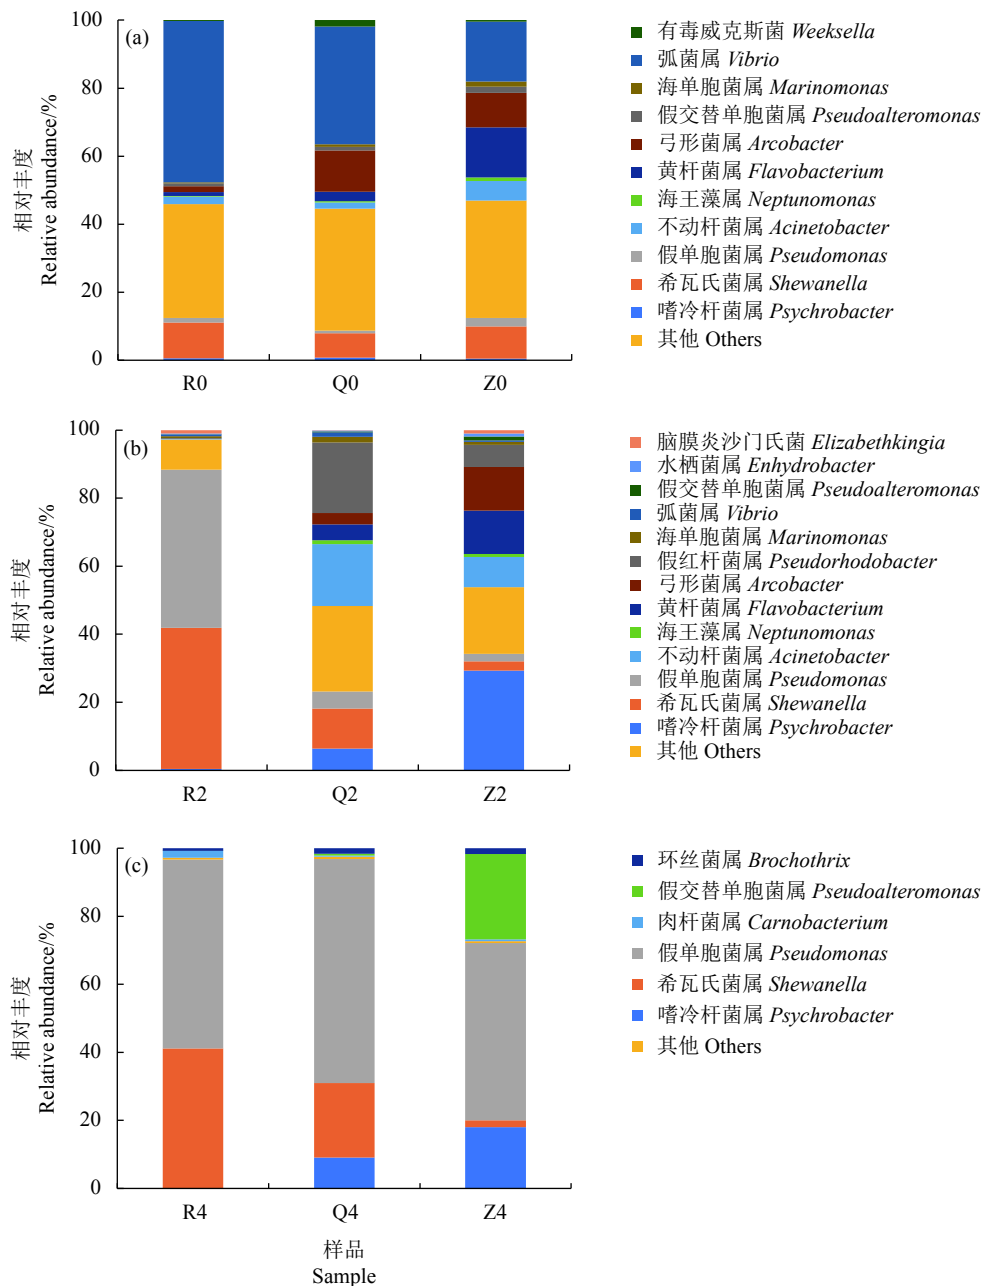 (a)
100
80
60
40
20
0
相对丰度
Relative abundance/%
R0
Q0
Z0
有毒威克斯菌 Weeksella
弧菌属 Vibrio
海单胞菌属 Marinomonas
假交替单胞菌属 Pseudoalteromonas
弓形菌属 Arcobacter
黄杆菌属 Flavobacterium
海王藻属 Neptunomonas
不动杆菌属 Acinetobacter
假单胞菌属 Pseudomonas
希瓦氏菌属 Shewanella
嗜冷杆菌属 Psychrobacter
其他 Others
(b)
100
80
60
40
20
0
相对丰度
Relative abundance/%
R2
Q2
Z2
脑膜炎沙门氏菌 Elizabethkingia
水栖菌属 Enhydrobacter
假交替单胞菌属 Pseudoalteromonas
弧菌属 Vibrio
海单胞菌属 Marinomonas
假红杆菌属 Pseudorhodobacter
弓形菌属 Arcobacter
黄杆菌属 Flavobacterium
海王藻属 Neptunomonas
不动杆菌属 Acinetobacter
假单胞菌属 Pseudomonas
希瓦氏菌属 Shewanella
嗜冷杆菌属 Psychrobacter
其他 Others
(c)
100
80
60
40
20
0
相对丰度
Relative abundance/%
R4
Q4
Z4
环丝菌属 Brochothrix
假交替单胞菌属 Pseudoalteromonas
肉杆菌属 Carnobacterium
假单胞菌属 Pseudomonas
希瓦氏菌属 Shewanella
嗜冷杆菌属 Psychrobacter
其他 Others
样品
Sample